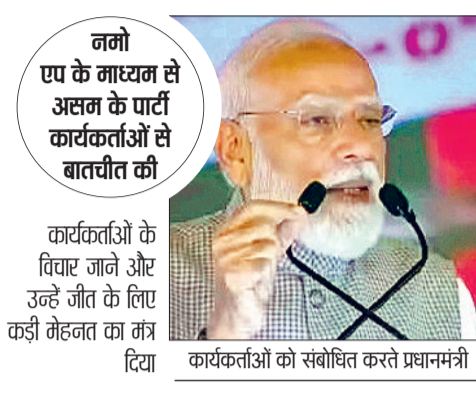 नमो
एप के माध्यम से
असम के पार्टी
कार्यकर्ताओं से
बातचीत की
कार्यकर्ताओं के
विचार जाने और
उन्हें जीत के लिए
कड़ी मेहनत का मंत्र
दिया
कार्यकर्ताओं को संबोधित करते प्रधानमंत्री